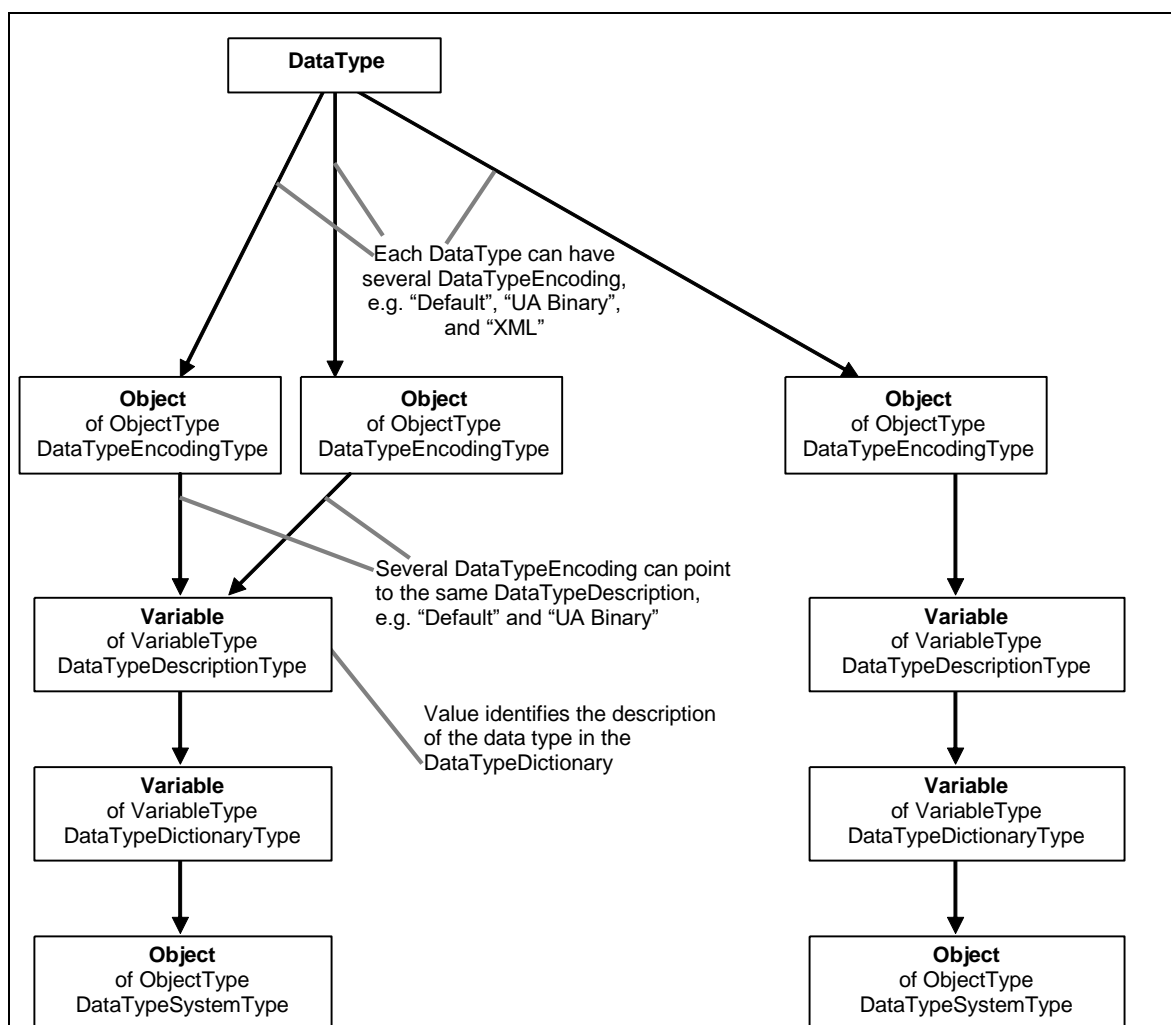 DataType
Each DataType can have
several DataTypeEncoding,
e.g. “Default”, “UA Binary”,
and “XML”
Object
of ObjectType
DataTypeEncodingType
Object
of ObjectType
DataTypeEncodingType
Object
of ObjectType
DataTypeEncodingType
Several DataTypeEncoding can point
to the same DataTypeDescription,
e.g. “Default” and “UA Binary”
Variable
of VariableType
DataTypeDescriptionType
Variable
of VariableType
DataTypeDescriptionType
Value identifies the description
of the data type in the
DataTypeDictionary
Variable
of VariableType
DataTypeDictionaryType
Variable
of VariableType
DataTypeDictionaryType
Object
of ObjectType
DataTypeSystemType
Object
of ObjectType
DataTypeSystemType